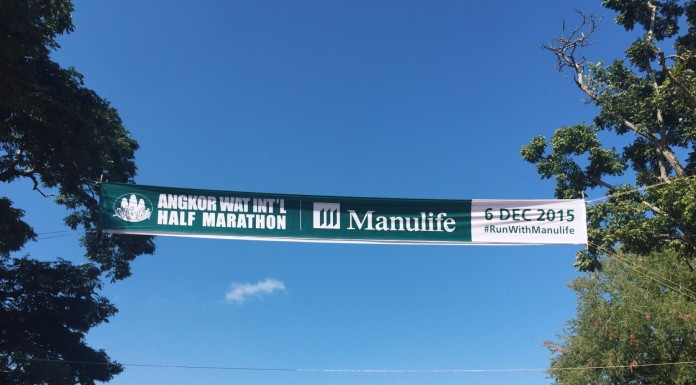 ANGKOR WAT INT'L
HALF MARATHON
Manulife
6 DEC 2015
#RunWithManulife